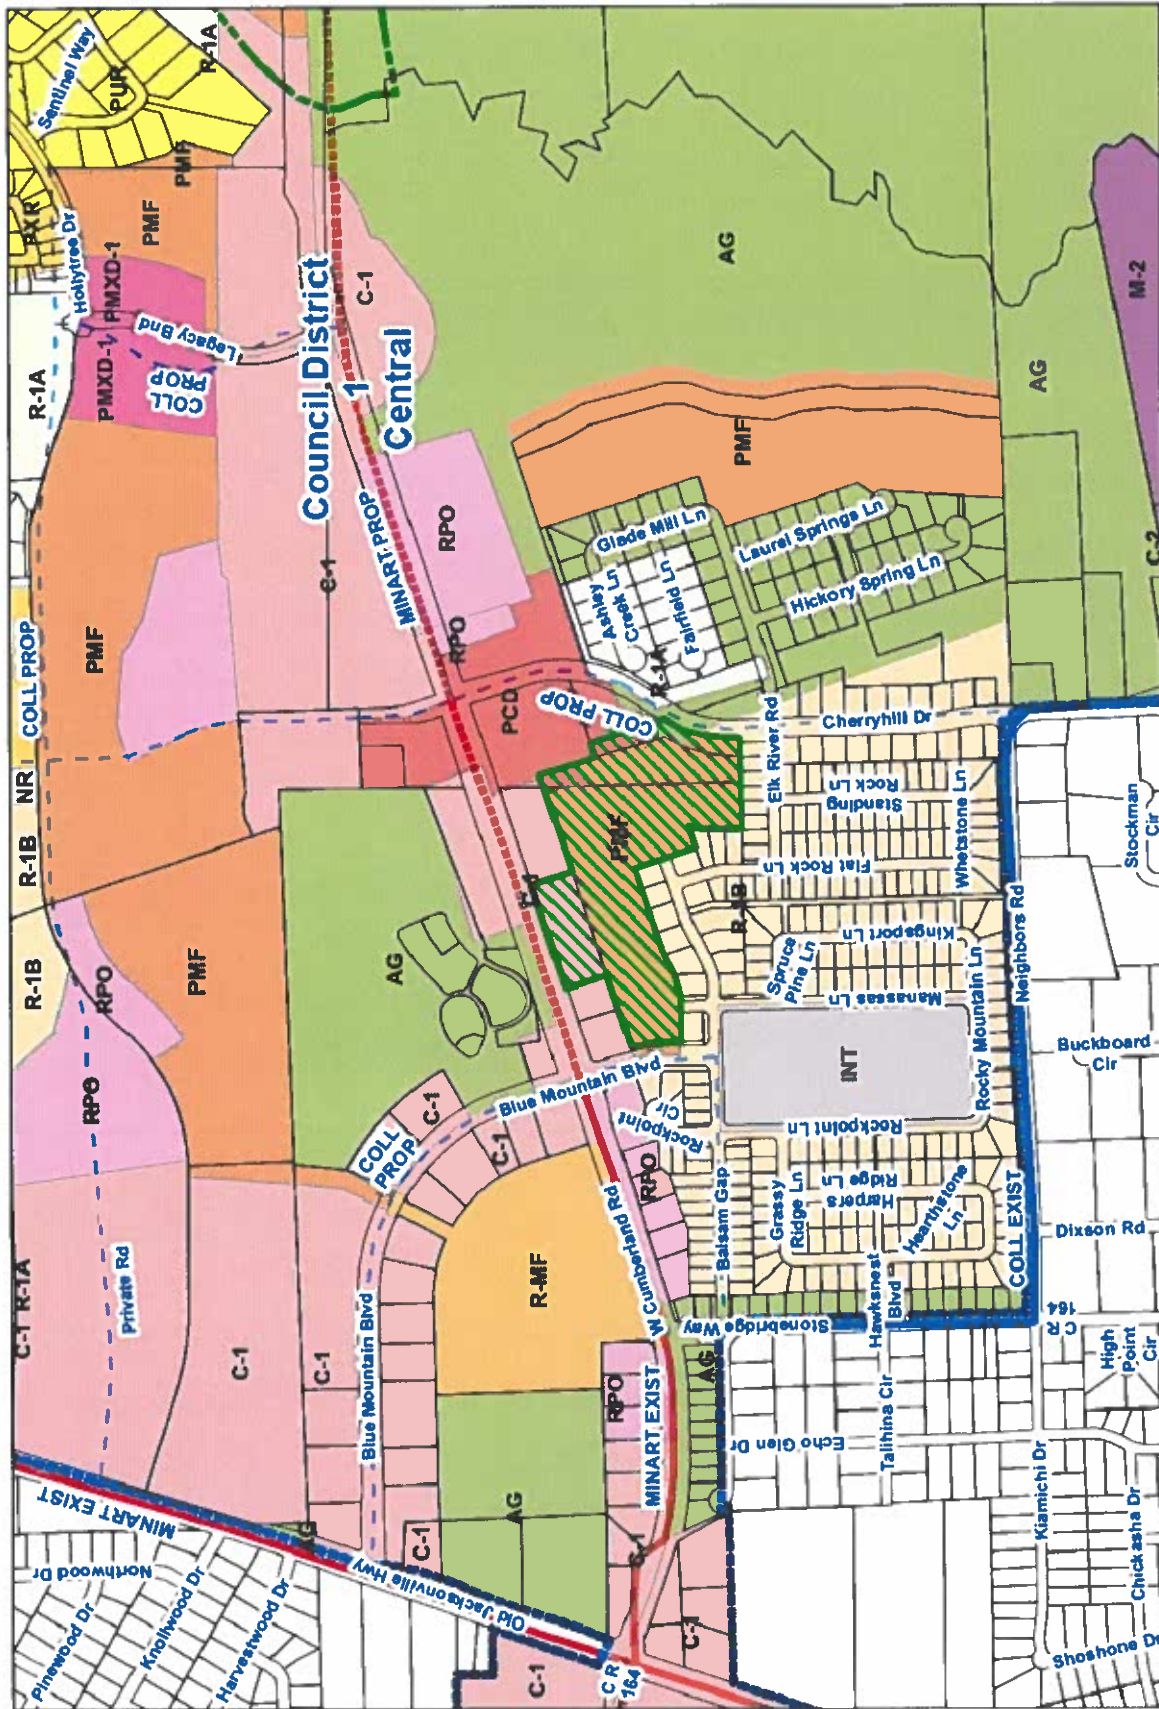 Sentinel Way
PUR
R-1A
PXR
PMF
PMF
Hollytree Dr
PMXD-1
R-1A
PMXD-1
Legacy Bnd
COLL
PROP
Council District
1
Central
C-1
AG
M-2
AG
COLL PROP
PMF
C-1
MINART PROP
RPO
RPO
PMF
Glade Mill Ln
Laurel Springs Ln
Ashley
Creek Ln
Fairfield Ln
Hickory Spring Ln
C-2
R-1A
NR
R-1B
PCD
COLL PROP
Elk River Rd
Cherryhill Dr
Standing
Rock Ln
Whetstone Ln
Stockman
Cir
PMF
Flat Rock Ln
R-1B
RPO
PMF
AG
C-1
Spruce
Pine Ln
Kingsport Ln
Manassas Ln
Rocky Mountain Ln
Neighbors Rd
RPO
C-1
C-1
COLL
PROP
Blue Mountain Blvd
Rockpoint
Cir
INT
Rockpoint Ln
Buckboard
Cir
RPO
Balsam Gap
Grassy
Ridge Ln
Harpers
Ridge Ln
Hearthstone
Ln
COLL EXIST
Dixson Rd
C-1 R-1A
Private Rd
C-1
C-1
Blue Mountain Blvd
R-MF
W Cumberland Rd
Stonebridge Way
Hawksnest
Blvd
CR
164
High
Point
Cir
RPO
MINART EXIST
AG
Echo Glen Dr
Talihina Cir
Kiamichi Dr
MINART EXIST
AG
C-1
AG
C-1
Northwood Dr
Pinewood Dr
Knollwood Dr
Harvestwood Dr
Old Jacksonville Hwy
C-1
CR
164
C-1
Chickasha Dr
Shoshone Dr